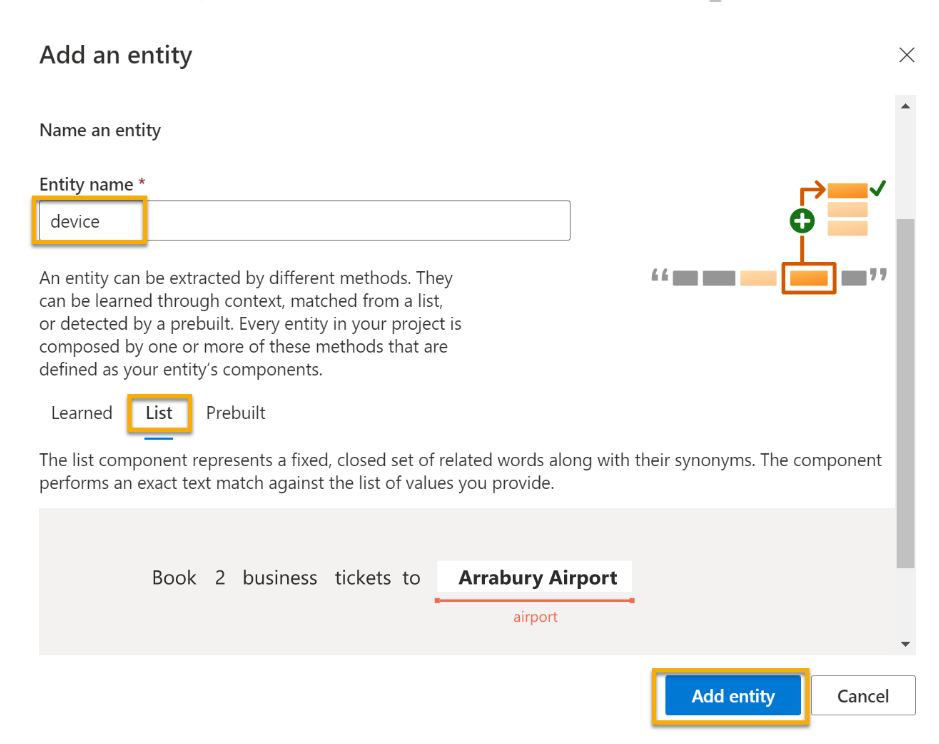 Add an entity
Name an entity
Entity name *
device
An entity can be extracted by different methods. They
can be learned through context, matched from a list,
or detected by a prebuilt. Every entity in your project is
composed by one or more of these methods that are
defined as your entity’s components.
Learned List Prebuilt
The list component represents a fixed, closed set of related words along with their synonyms. The component
performs an exact text match against the list of values you provide.
Book 2 business tickets to Arrabury Airport
airport
Add entity Cancel